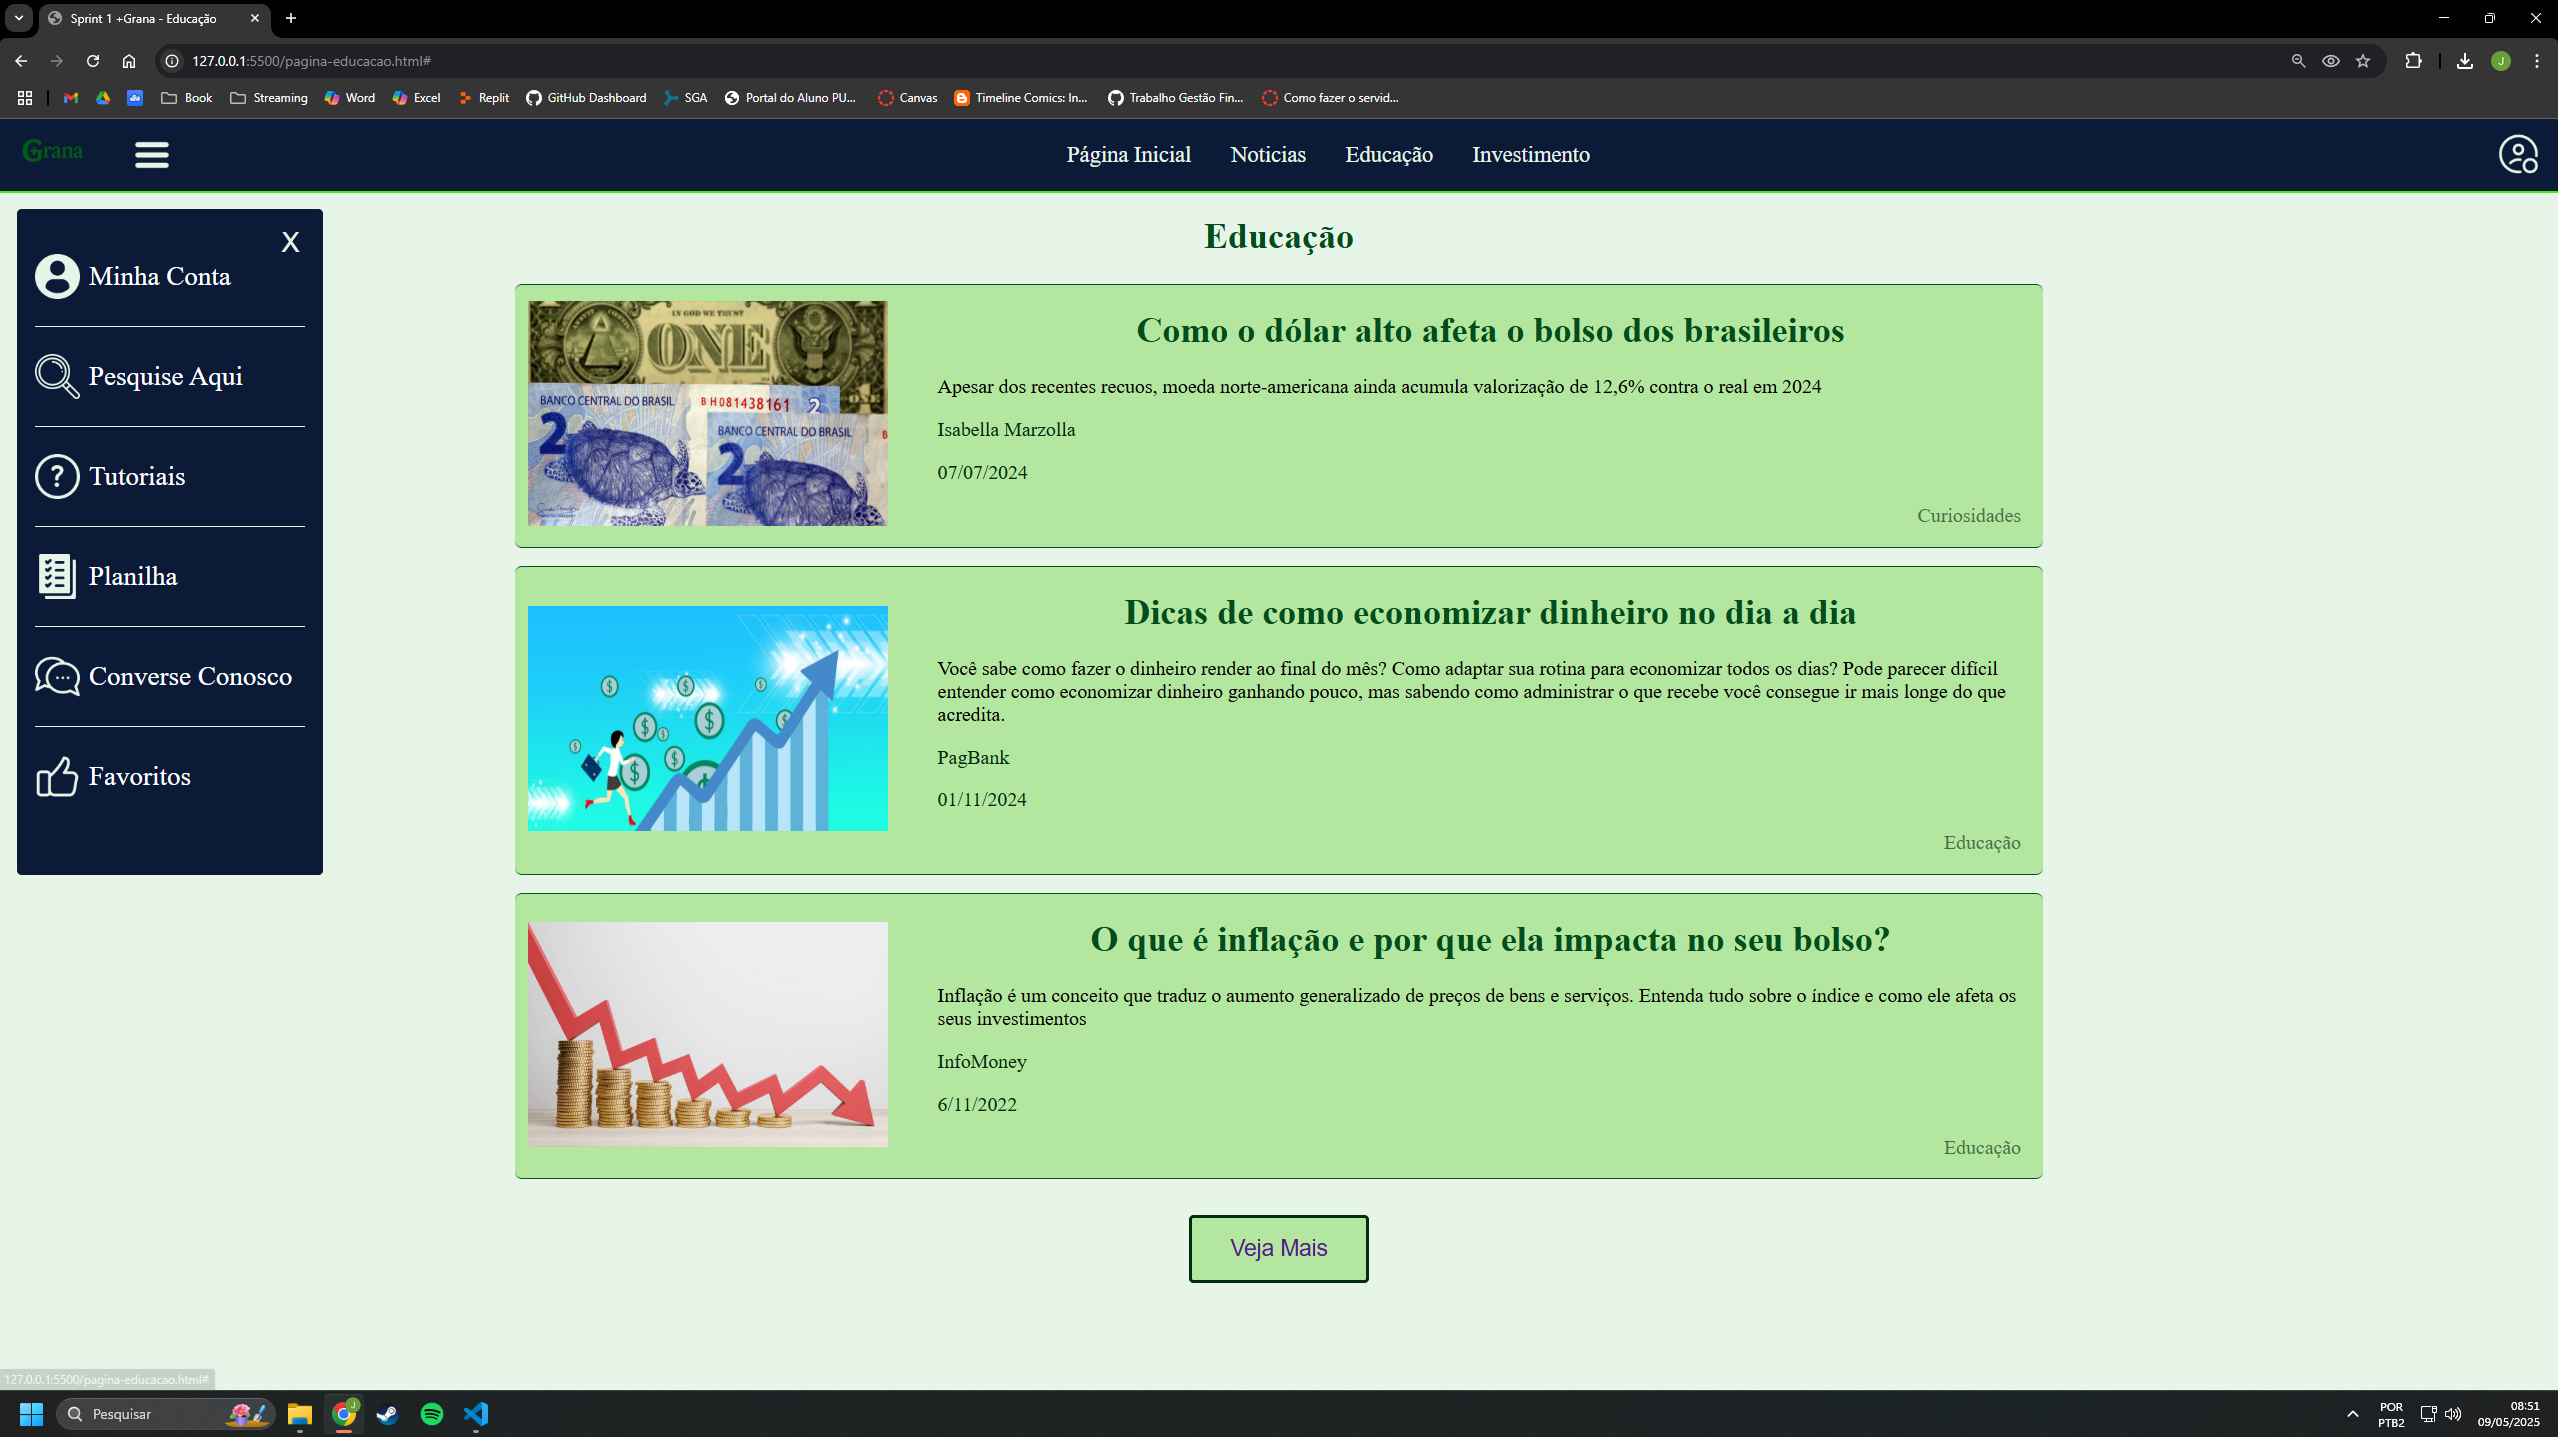 Sprint 1 +Grana - Educação
127.0.0.1:5500/pagina-educacao.html#
Book
Streaming
Word
Excel
Replit
GitHub Dashboard
SGA
Portal do Aluno PU...
Canvas
Timeline Comics: In...
Trabalho Gestão Fin...
Como fazer o servid...
Grana
Página Inicial
Noticias
Educação
Investimento
X
Minha Conta
Pesquise Aqui
Tutoriais
Planilha
Converse Conosco
Favoritos
Educação
IN GOD WE TRUST
ONE
BANCO CENTRAL DO BRASIL
BH081438161
2
2
BANCO CENTRAL DO BRASIL
2
Como o dólar alto afeta o bolso dos brasileiros
Apesar dos recentes recuos, moeda norte-americana ainda acumula valorização de 12,6% contra o real em 2024
Isabella Marzolla
07/07/2024
Curiosidades
Dicas de como economizar dinheiro no dia a dia
Você sabe como fazer o dinheiro render ao final do mês? Como adaptar sua rotina para economizar todos os dias? Pode parecer difícil
entender como economizar dinheiro ganhando pouco, mas sabendo como administrar o que recebe você consegue ir mais longe do que
acredita.
PagBank
01/11/2024
Educação
O que é inflação e por que ela impacta no seu bolso?
Inflação é um conceito que traduz o aumento generalizado de preços de bens e serviços. Entenda tudo sobre o índice e como ele afeta os
seus investimentos
InfoMoney
6/11/2022
Educação
Veja Mais
127.0.0.1:5500/pagina-educacao.html#
Pesquisar
POR
PTB2
08:51
09/05/2025